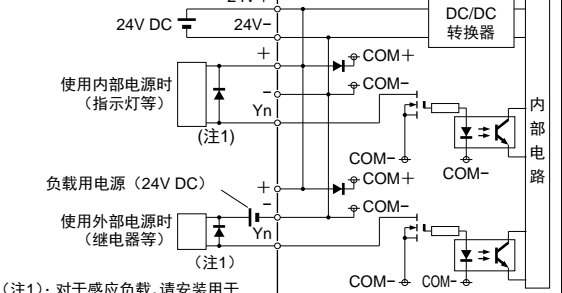 24V+
24V DC
24V−
DC/DC
转换器
+
COM+
−
COM−
使用内部电源时
(指示灯等)
Yn
(注1)
内
部
电
路
COM−
COM−
负载用电源(24V DC)
+
COM+
−
COM−
使用外部电源时
(继电器等)
Yn
(注1)
COM−
COM−
(注1)：对于感应负载,请安装用于